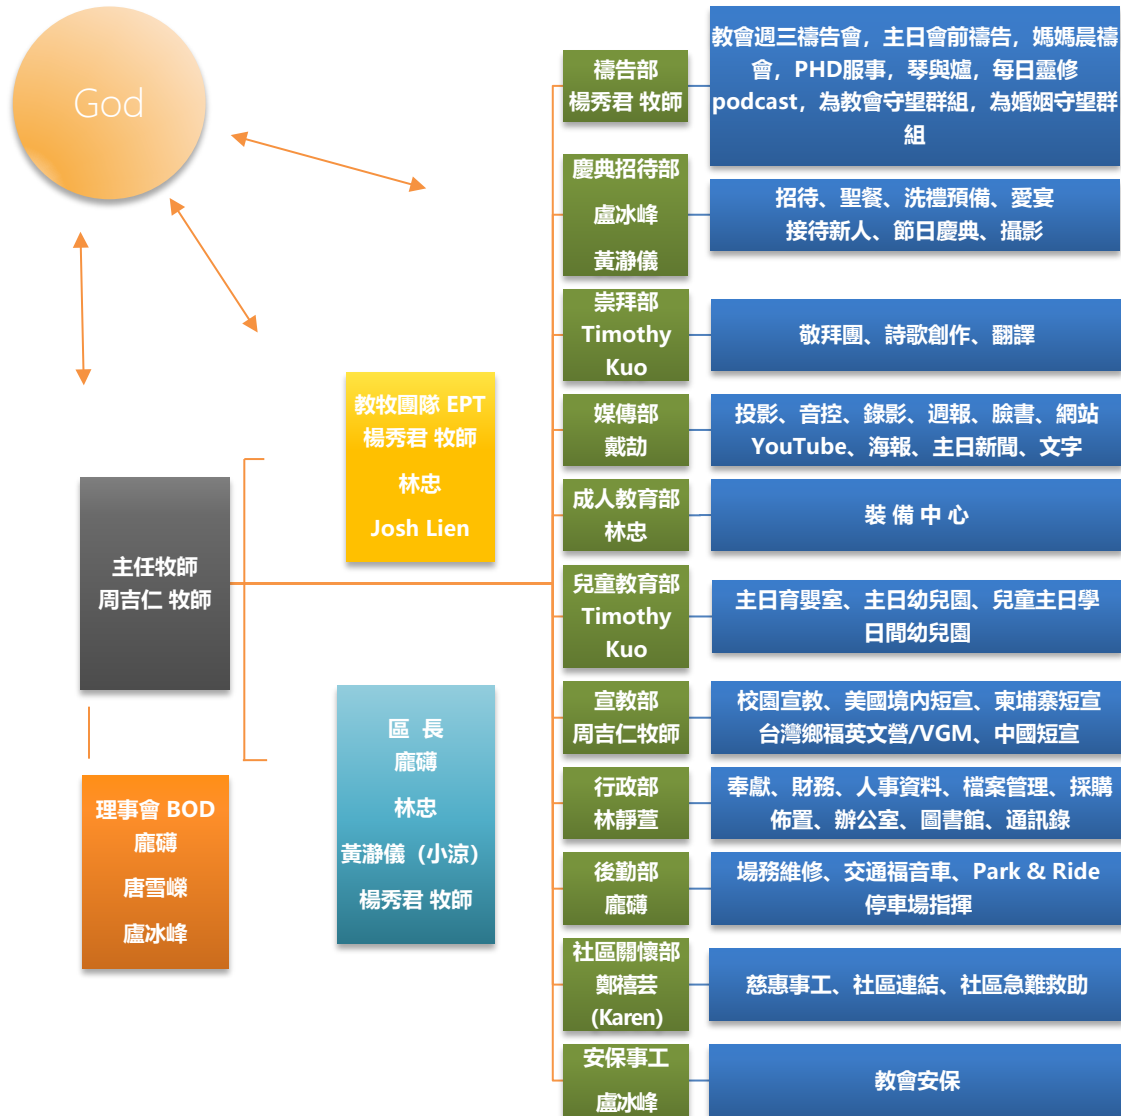 God
主任牧師
周吉仁 牧師
理事會 BOD
龐礴
唐雪嶸
盧冰峰
教牧團隊 EPT
楊秀君 牧師
林忠
Josh Lien
區 長
龐礴
林忠
黃瀞儀（小涼）
楊秀君 牧師
禱告部
楊秀君 牧師
教會週三禱告會，主日會前禱告，媽媽晨禱
會，PHD服事，琴與爐，每日靈修
podcast，為教會守望群組，為婚姻守望群
組
慶典招待部
盧冰峰
黃瀞儀
招待、聖餐、洗禮預備、愛宴
接待新人、節日慶典、攝影
崇拜部
Timothy
Kuo
敬拜團、詩歌創作、翻譯
媒傳部
戴劼
投影、音控、錄影、週報、臉書、網站
YouTube、海報、主日新聞、文字
成人教育部
林忠
裝 備 中 心
兒童教育部
Timothy
Kuo
主日育嬰室、主日幼兒園、兒童主日學
日間幼兒園
宣教部
周吉仁牧師
校園宣教、美國境内短宣、柬埔寨短宣
台灣鄉福英文營/VGM、中國短宣
行政部
林靜萱
奉獻、財務、人事資料、檔案管理、採購
佈置、辦公室、圖書館、通訊錄
後勤部
龐礴
場務維修、交通福音車、Park & Ride
停車場指揮
社區關懷部
鄭禧芸
(Karen)
慈惠事工、社區連結、社區急難救助
安保事工
盧冰峰
教會安保